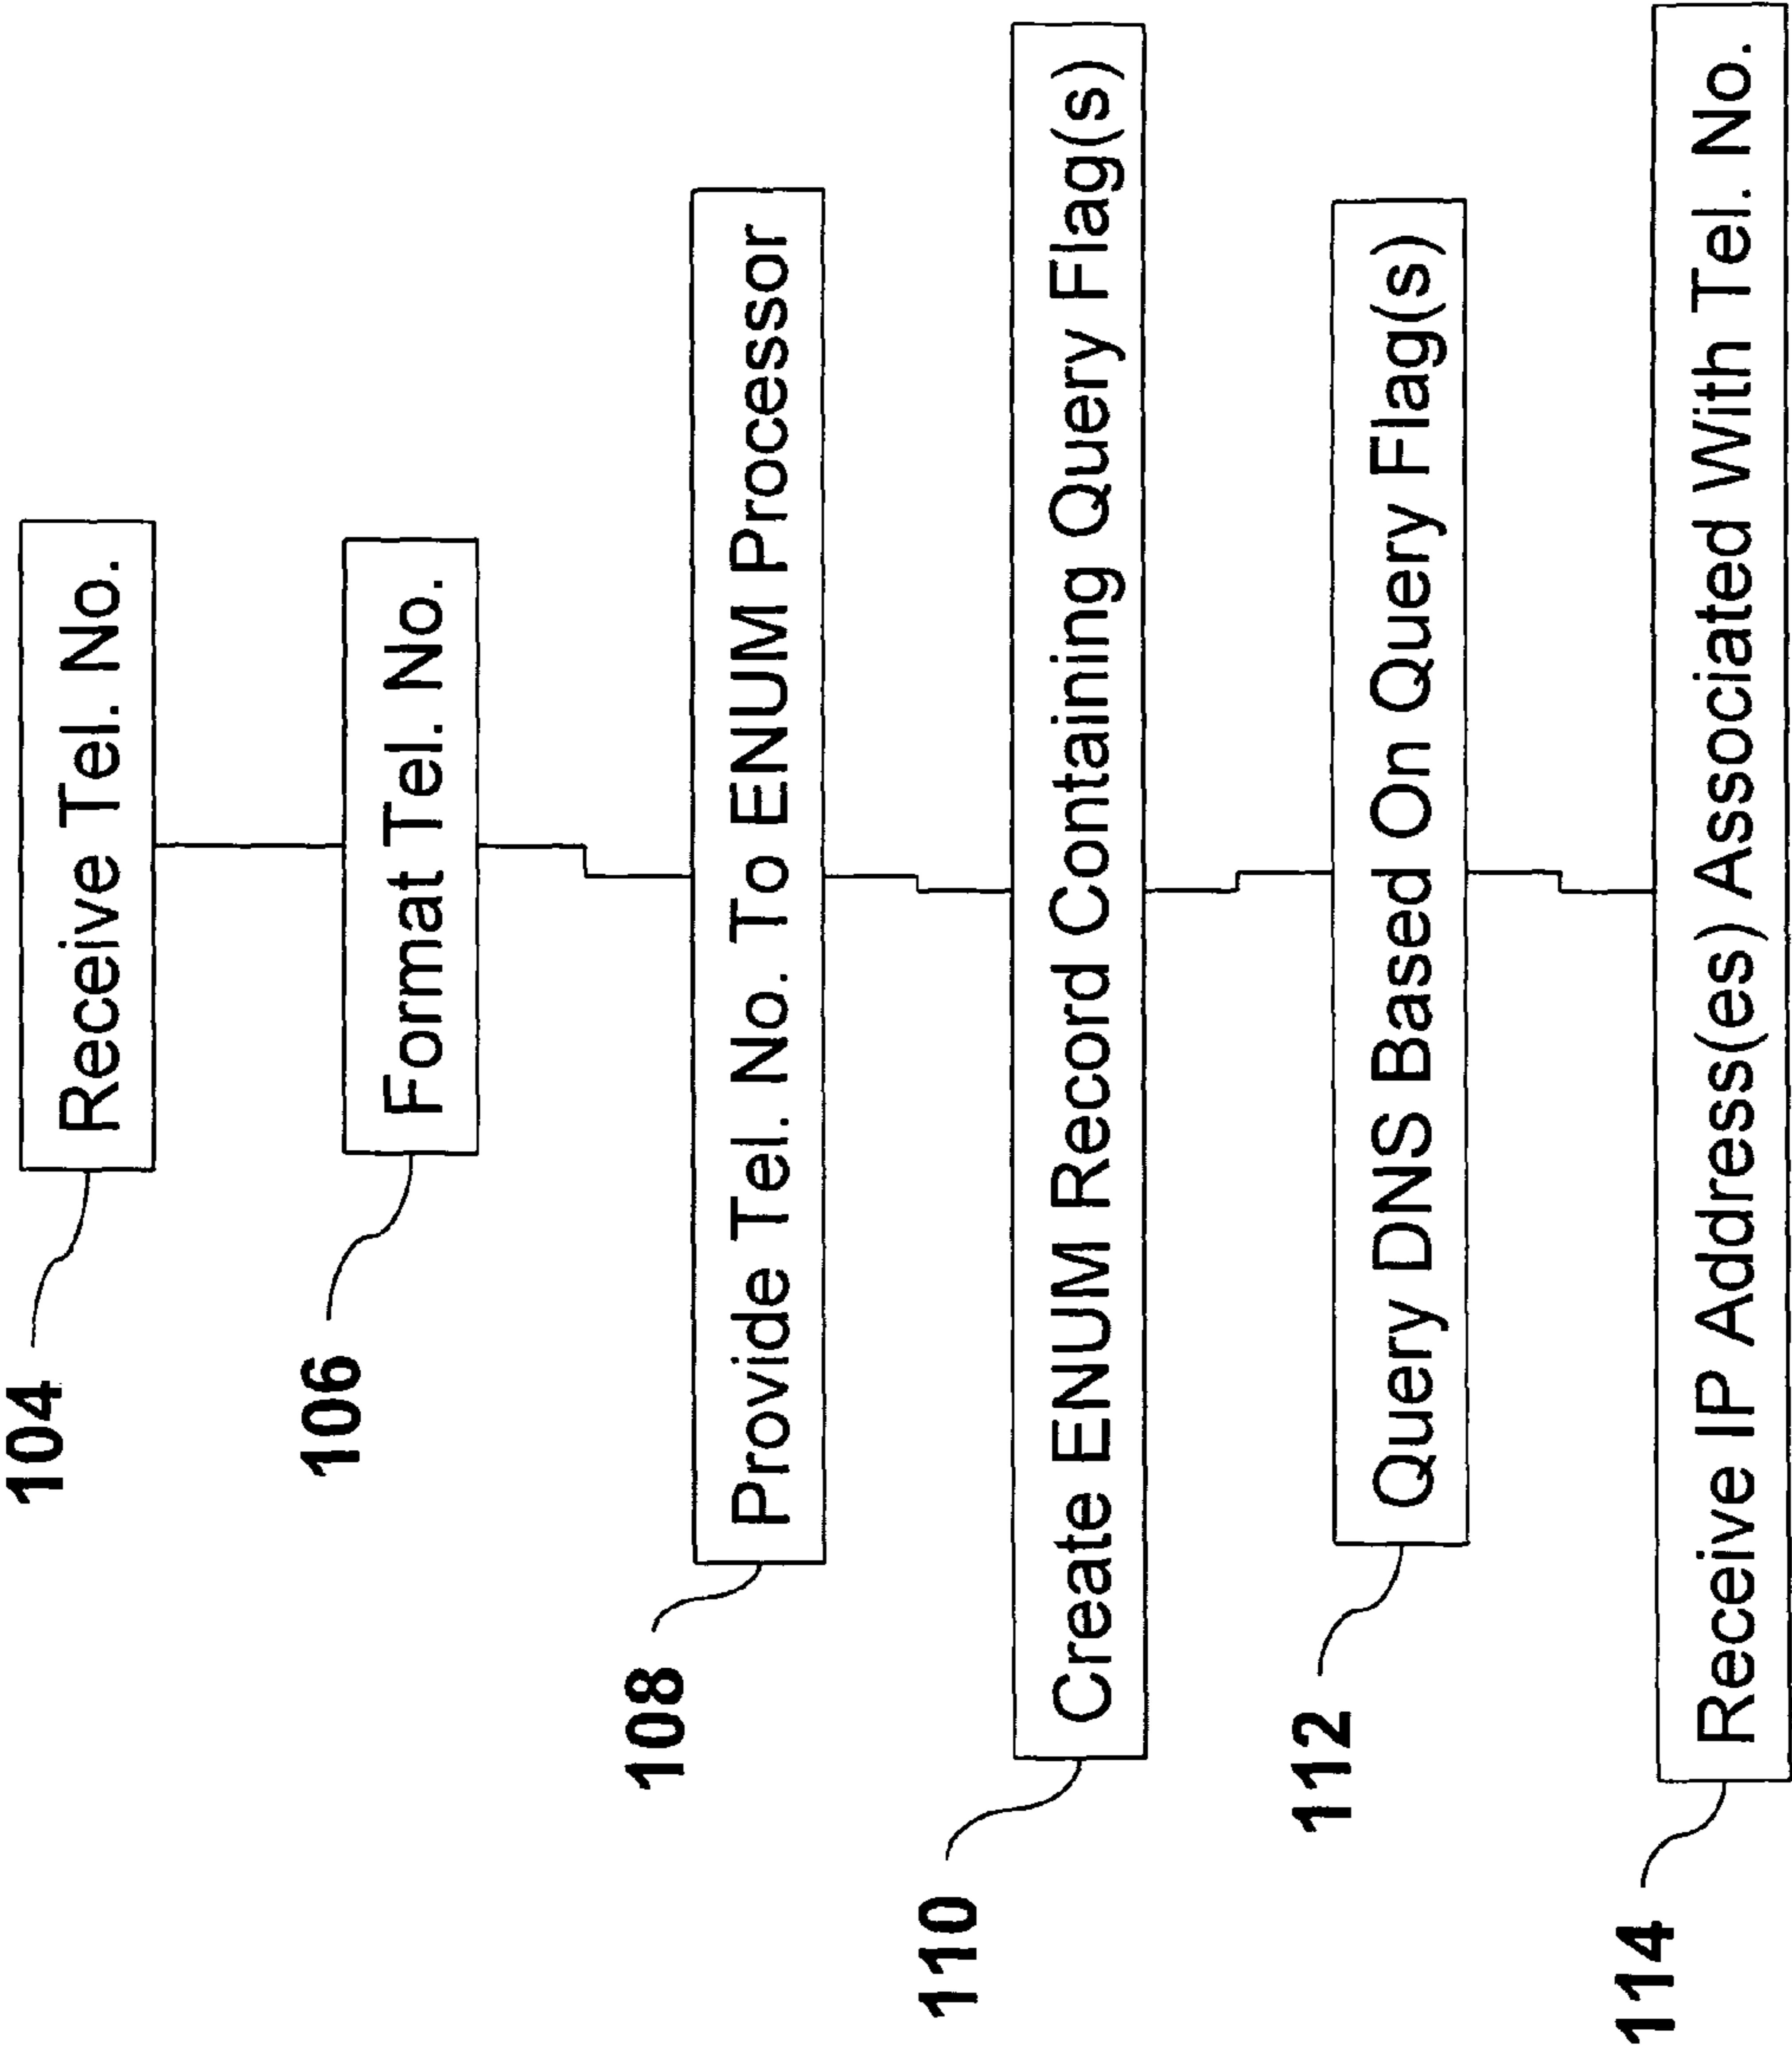 104
Receive Tel. No.
106
Format Tel. No.
108
Provide Tel. No. To ENUM Processor
110
Create ENUM Record Containing Query Flag(s)
112
Query DNS Based On Query Flag(s)
114
Receive IP Address(es) Associated With Tel. No.